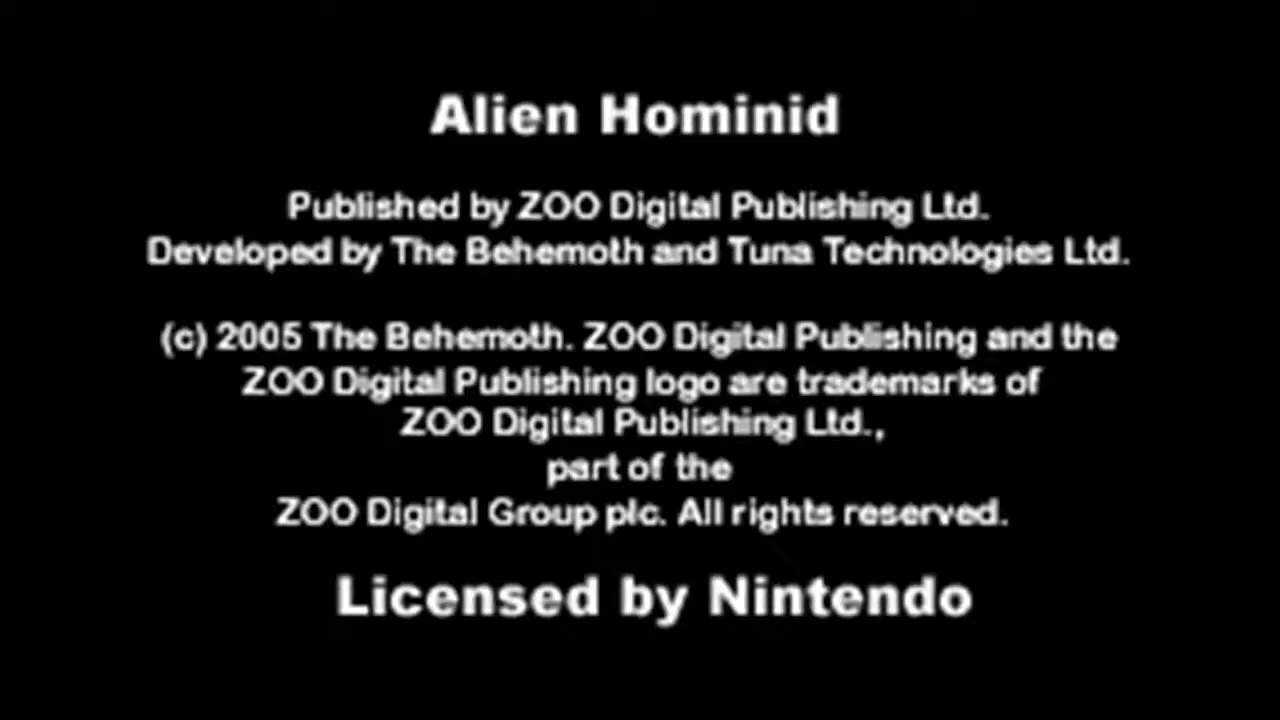 Alien Hominid
Published by ZOO Digital Publishing Ltd.
Developed by The Behemoth and Tuna Technologies Ltd.
(c) 2005 The Behemoth. ZOO Digital Publishing and the
ZOO Digital Publishing logo are trademarks of
ZOO Digital Publishing Ltd.,
part of the
ZOO Digital Group plc. All rights reserved.
Licensed by Nintendo